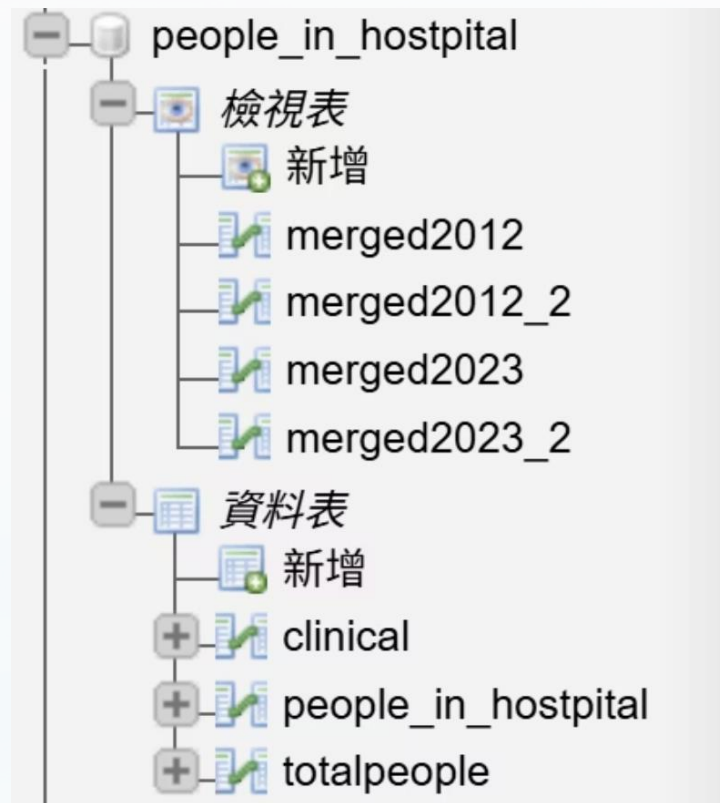 people_in_hostpital
檢視表
新增
merged2012
merged2012_2
merged2023
merged2023_2
資料表
新增
clinical
people_in_hostpital
totalpeople